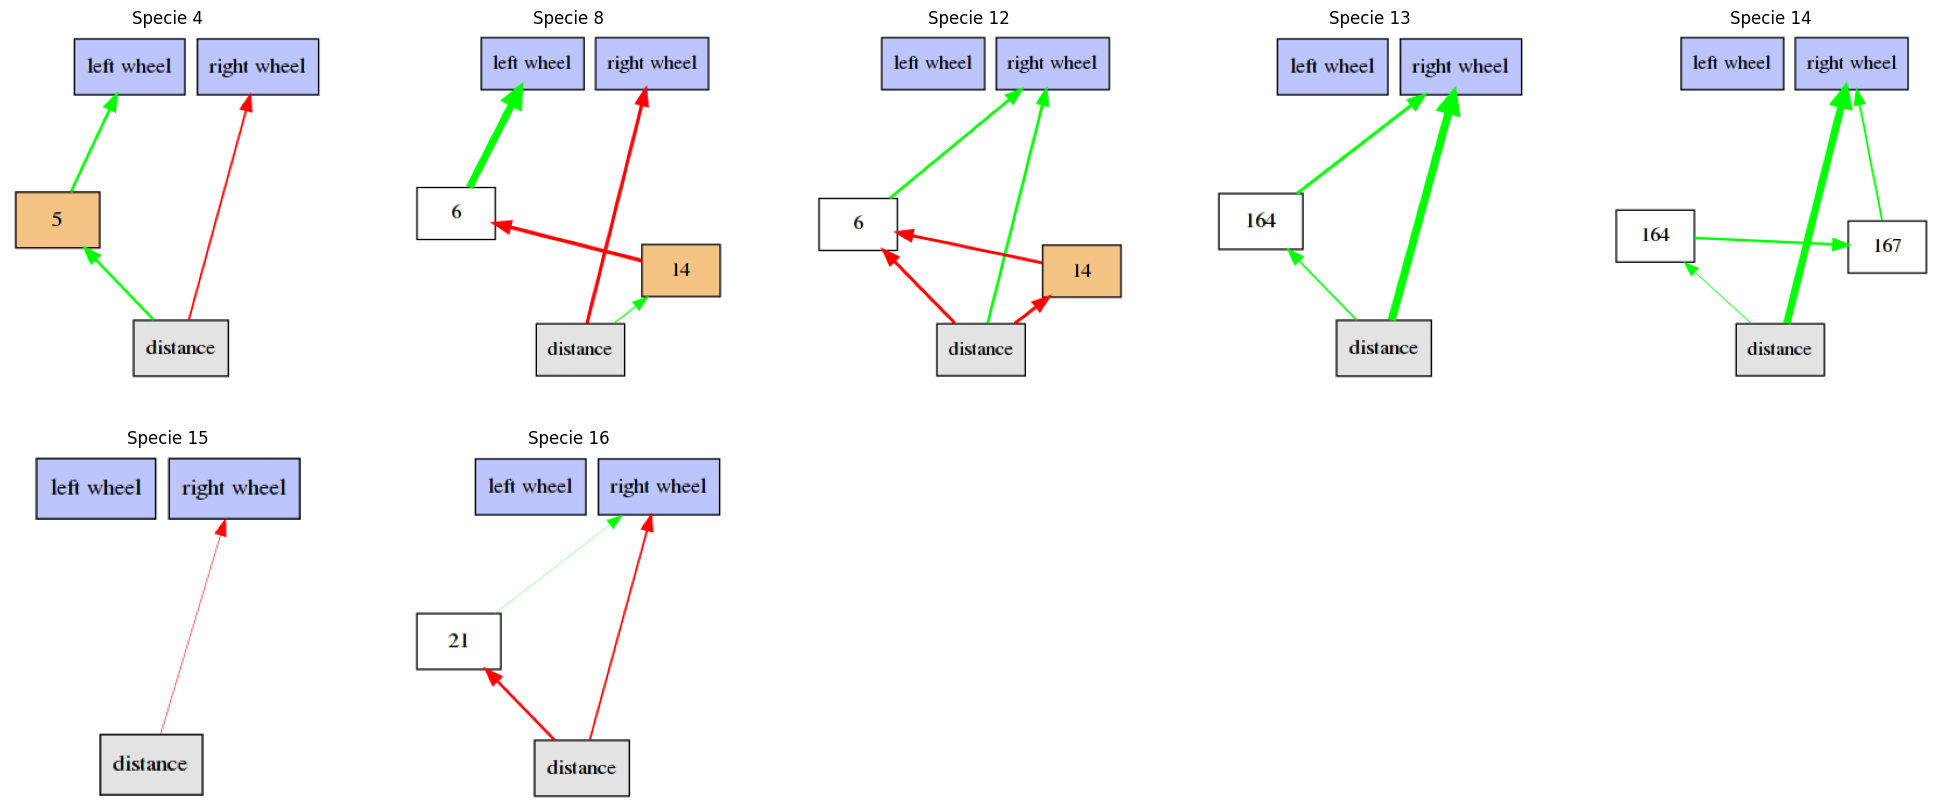 Specie 4
left wheel
right wheel
5
distance
Specie 8
left wheel
right wheel
6
14
distance
Specie 12
left wheel
right wheel
6
14
distance
Specie 13
left wheel
right wheel
164
distance
Specie 14
left wheel
right wheel
164
167
distance
Specie 15
left wheel
right wheel
distance
Specie 16
left wheel
right wheel
21
distance